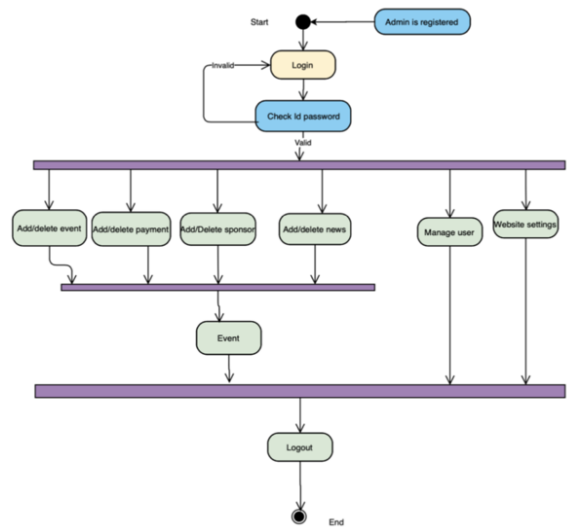 Start
Admin is registered
Login
Invalid
Check Id password
Valid
Add/delete event
Add/delete payment
Add/Delete sponsor
Add/delete news
Manage user
Website settings
Event
Logout
End